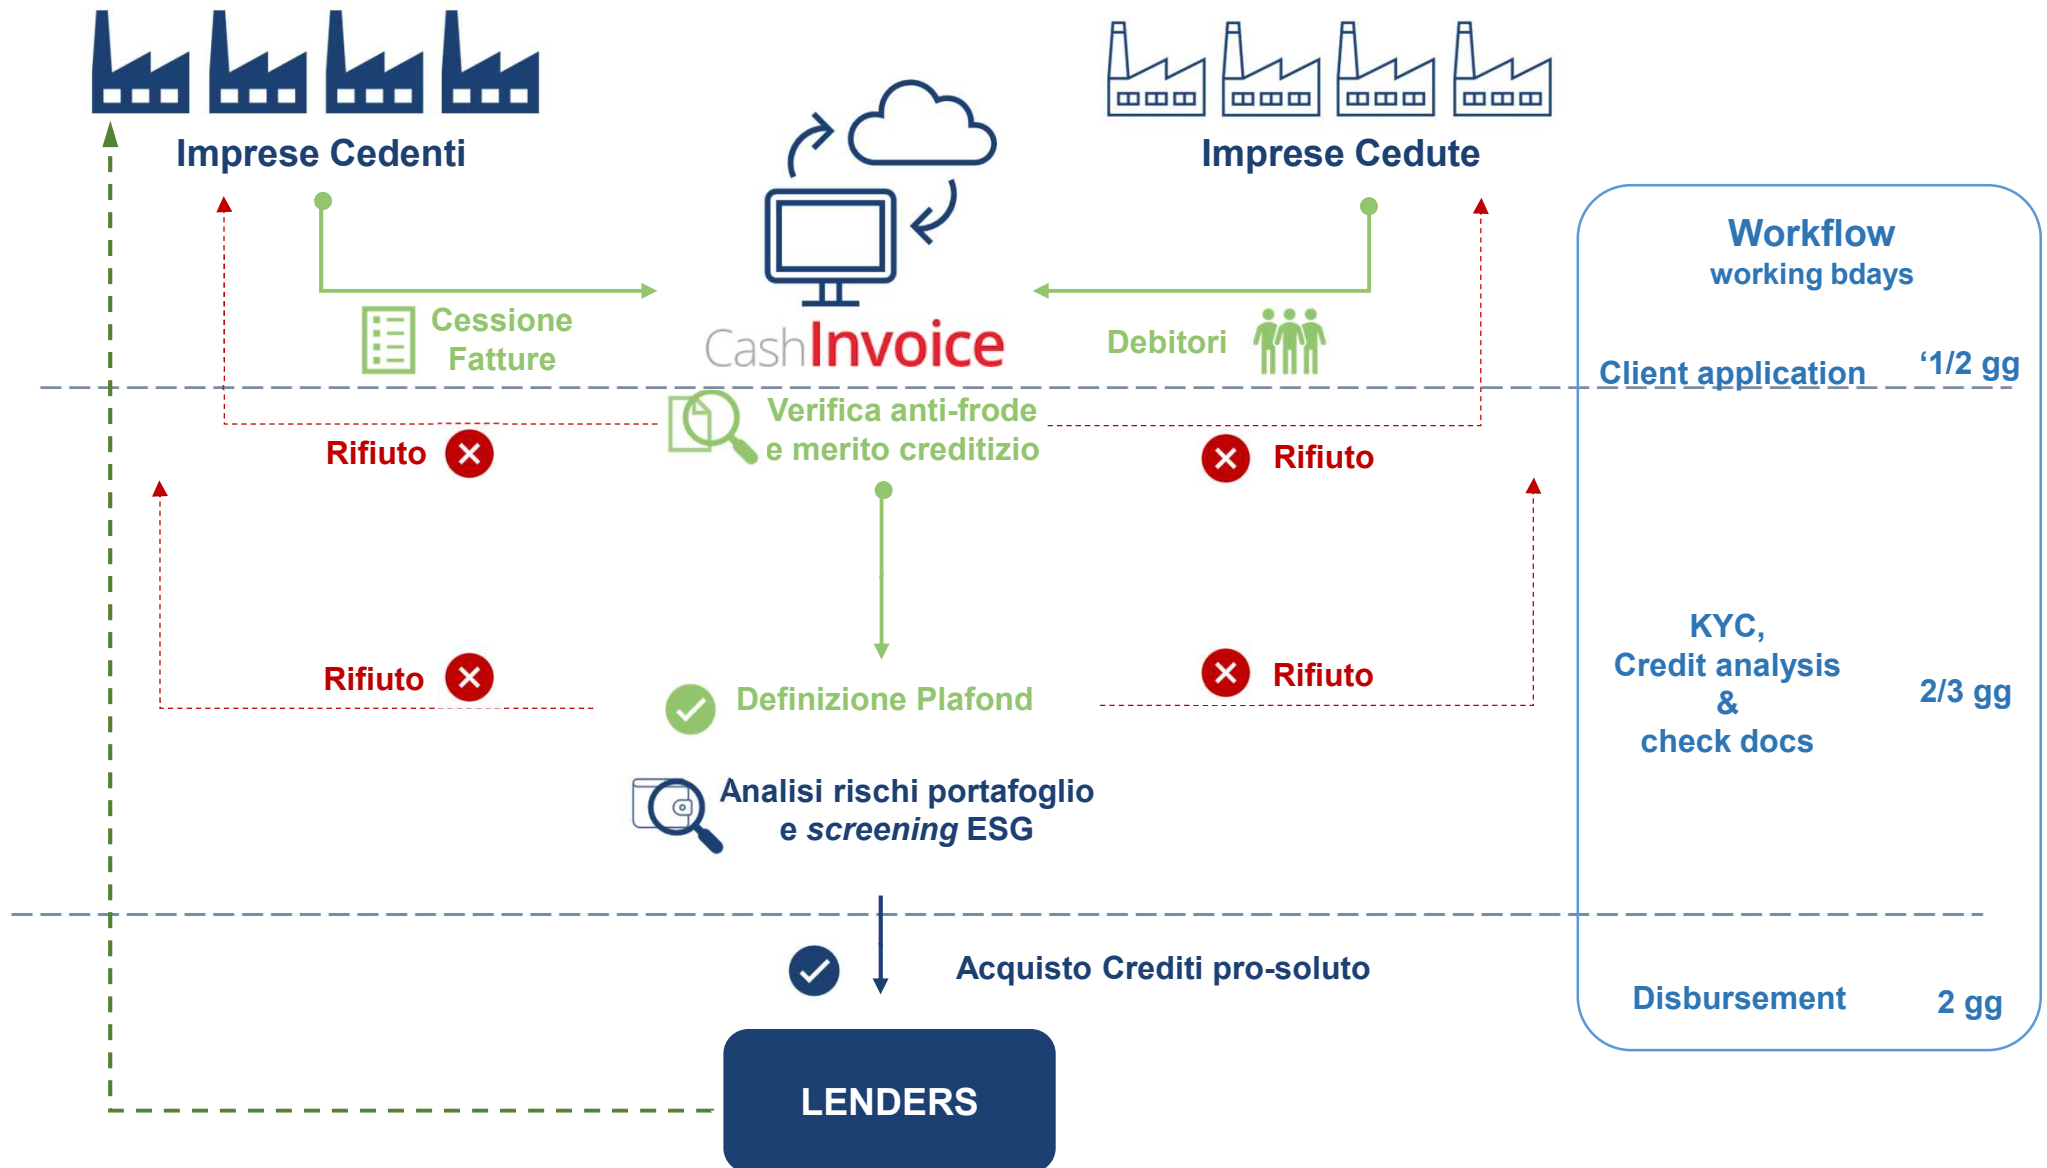 Imprese Cedenti
Imprese Cedute
Workflow
working bdays
Cessione
Fatture
CashInvoice
Debitori
Client application
‘1/2 gg
Verifica anti-frode
e merito creditizio
Rifiuto
Rifiuto
KYC,
Credit analysis
&
check docs
2/3 gg
Rifiuto
Definizione Plafond
Rifiuto
Analisi rischi portafoglio
e screening ESG
Acquisto Crediti pro-soluto
Disbursement
2 gg
LENDERS